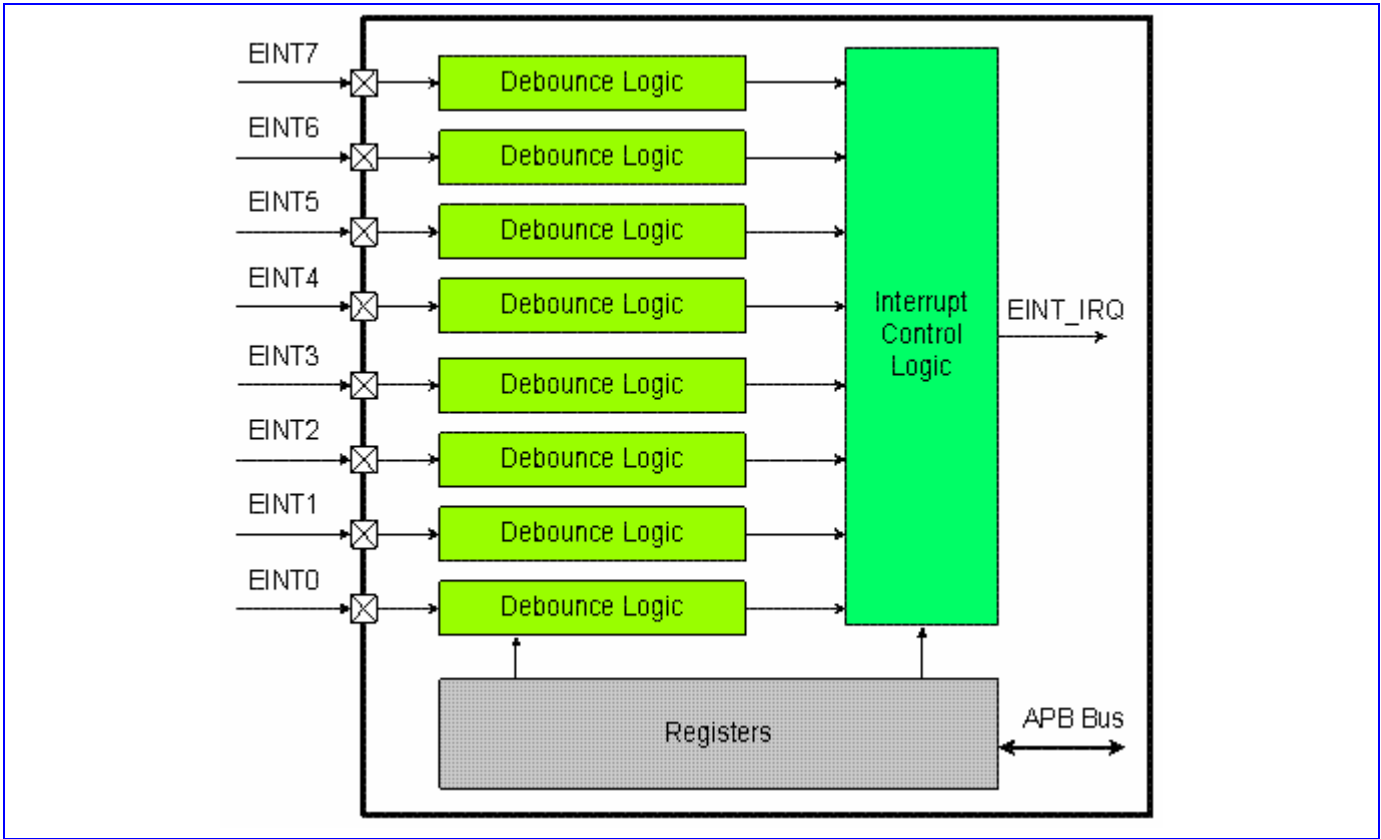 EINT7
Debounce Logic
EINT6
Debounce Logic
EINT5
Debounce Logic
EINT4
Debounce Logic
EINT3
Debounce Logic
EINT2
Debounce Logic
EINT1
Debounce Logic
EINT0
Debounce Logic
Interrupt
Control
Logic
EINT_IRQ
Registers
APB Bus